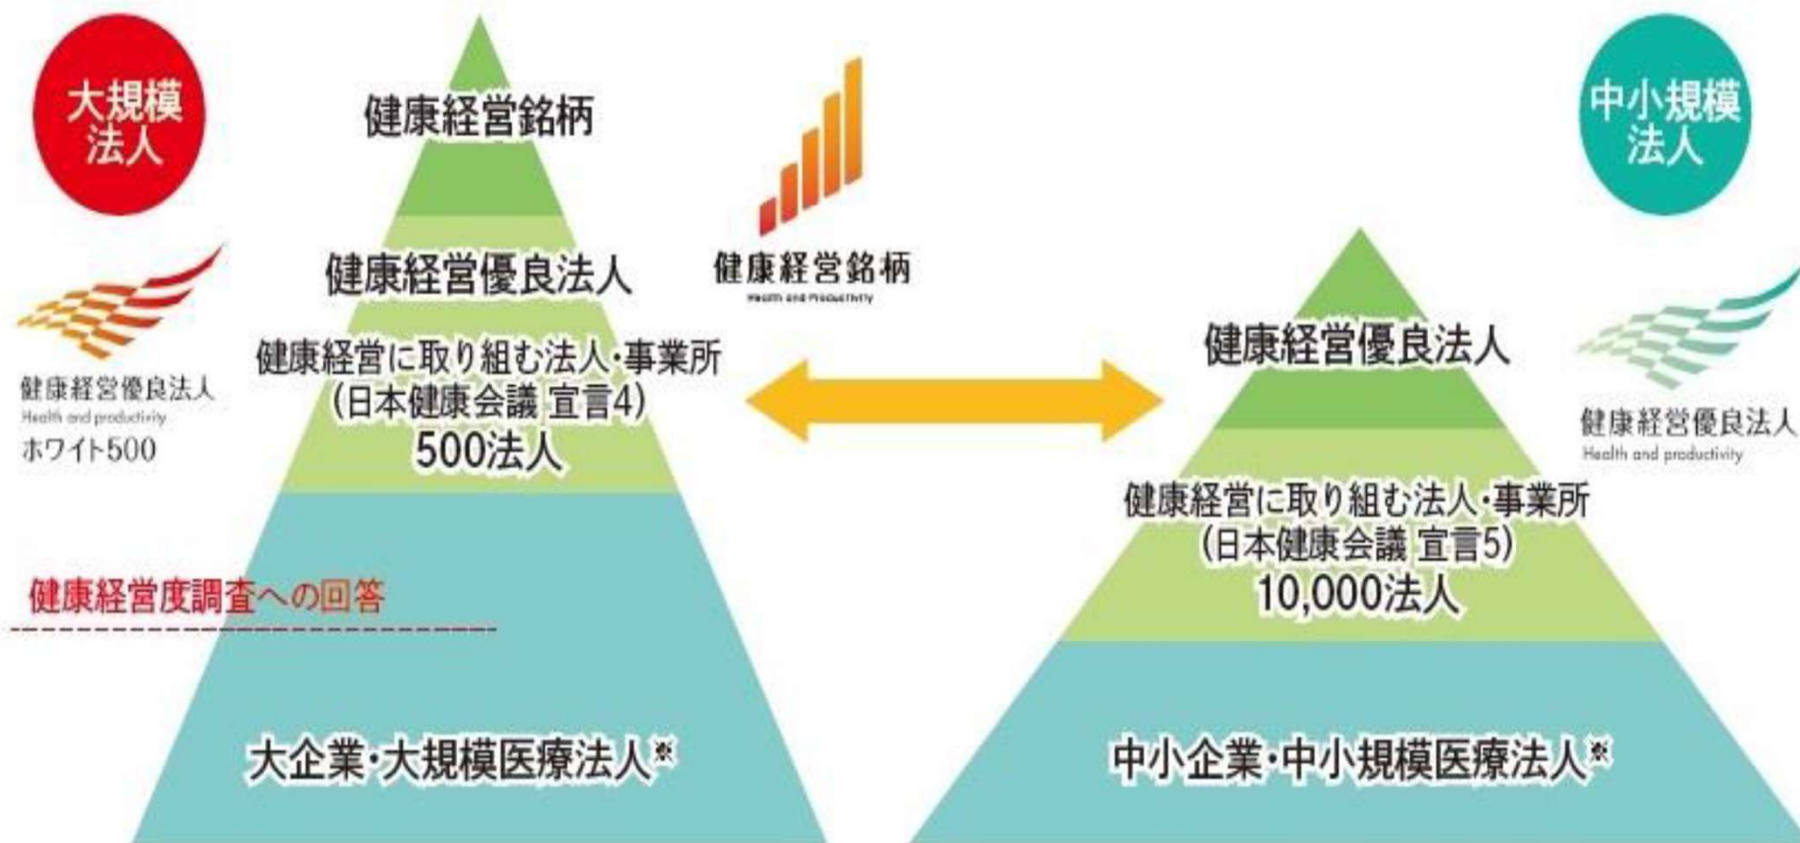 大規模
法人
健康経営銘柄
健康経営優良法人
健康経営に取り組む法人・事業所
(日本健康会議 宣言4)
500法人
健康経営優良法人
Health and productivity
ホワイト500
健康経営度調査への回答
大企業・大規模医療法人※
健康経営銘柄
Health and Productivity
中小規模
法人
健康経営優良法人
健康経営に取り組む法人・事業所
(日本健康会議 宣言5)
10,000法人
健康経営優良法人
Health and productivity
中小企業・中小規模医療法人※